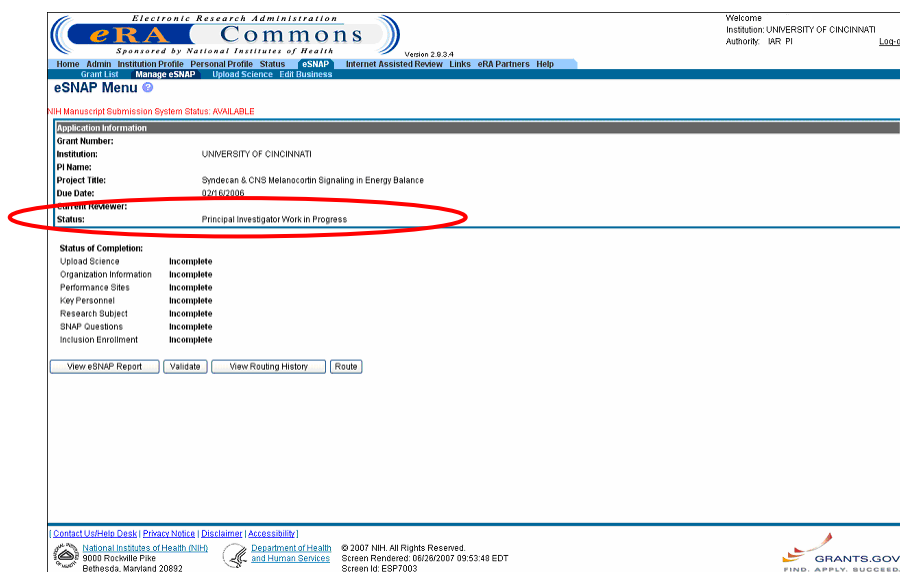 Electronic Research Administration
eRA Commons
Sponsored by National Institutes of Health
Version 2.9.3.4
Welcome
Institution: UNIVERSITY OF CINCINNATI
Authority: IAR PI Log-o
Home Admin Institution Profile Personal Profile Status eSNAP Internet Assisted Review Links eRA Partners Help
Grant List Manage eSNAP Upload Science Edit Business
eSNAP Menu ?
NIH Manuscript Submission System Status: AVAILABLE
Application Information
Grant Number:
Institution: UNIVERSITY OF CINCINNATI
PI Name:
Project Title: Syndecan & CNS Melanocortin Signaling in Energy Balance
Due Date: 02/16/2006
Current Reviewer:
Status: Principal Investigator Work in Progress
Status of Completion:
Upload Science Incomplete
Organization Information Incomplete
Performance Sites Incomplete
Key Personnel Incomplete
Research Subject Incomplete
SNAP Questions Incomplete
Inclusion Enrollment Incomplete
View eSNAP Report Validate View Routing History Route
[ Contact Us/Help Desk | Privacy Notice | Disclaimer | Accessibility ]
National Institutes of Health (NIH)
9000 Rockville Pike
Bethesda, Maryland 20892
Department of Health
and Human Services
© 2007 NIH. All Rights Reserved.
Screen Rendered: 06/26/2007 09:53:48 EDT
Screen Id: ESP7003
GRANTS.GOV
FIND. APPLY. SUCCEED.